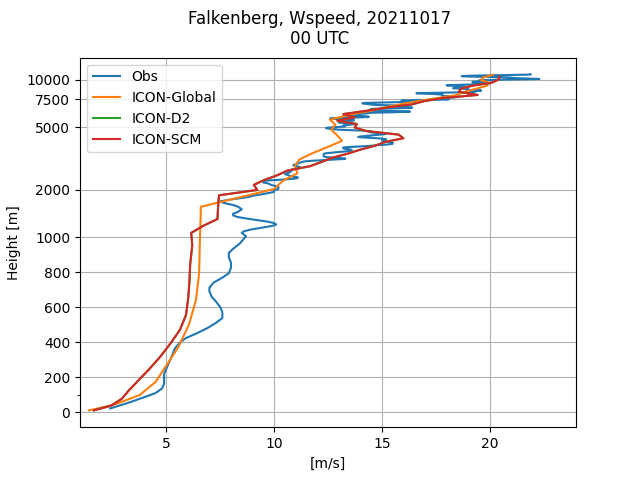 Falkenberg, Wspeed, 20211017
00 UTC
Obs
ICON-Global
ICON-D2
ICON-SCM
10000
7500
5000
2000
1000
800
600
400
200
0
Height [m]
5 10 15 20
[m/s]